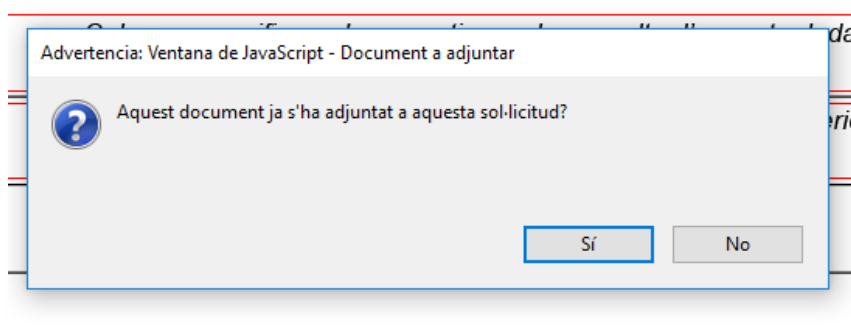 Advertencia: Ventana de JavaScript - Document a adjuntar
Aquest document ja s'ha adjuntat a aquesta sol·licitud?
Sí
No